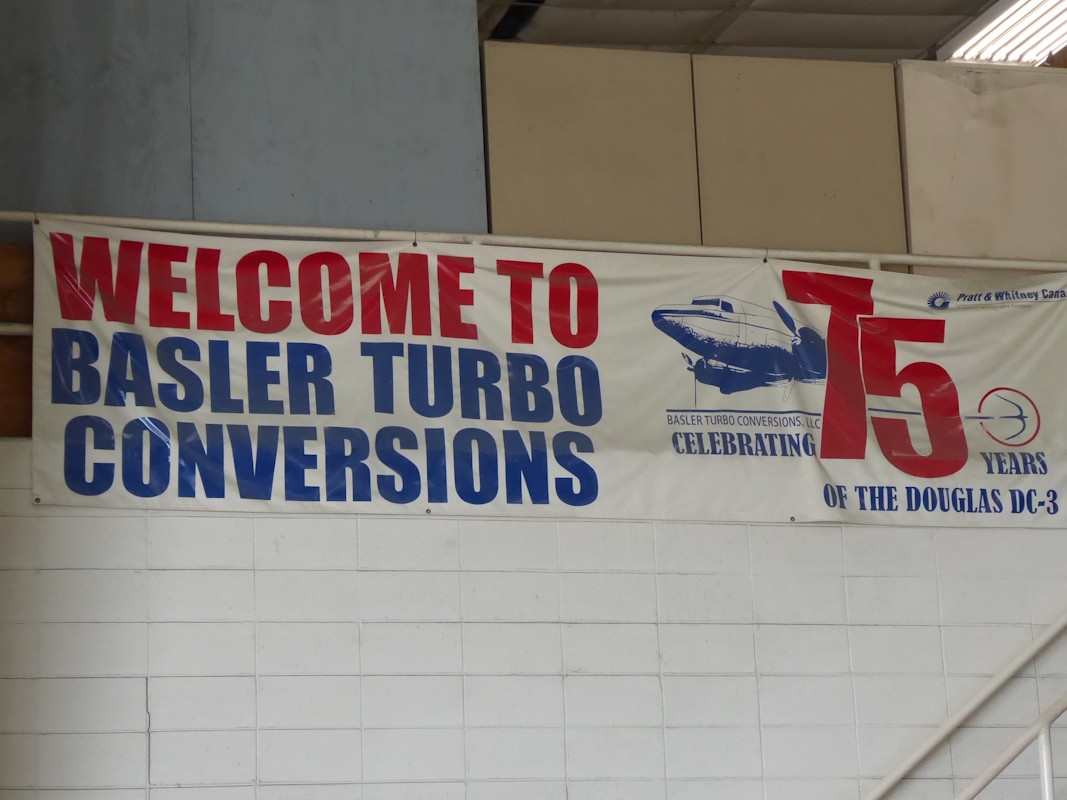 WELCOME TO
BASLER TURBO
CONVERSIONS
Pratt & Whitney Cana
BASLER TURBO CONVERSIONS, LLC
CELEBRATING
75
YEARS
OF THE DOUGLAS DC-3